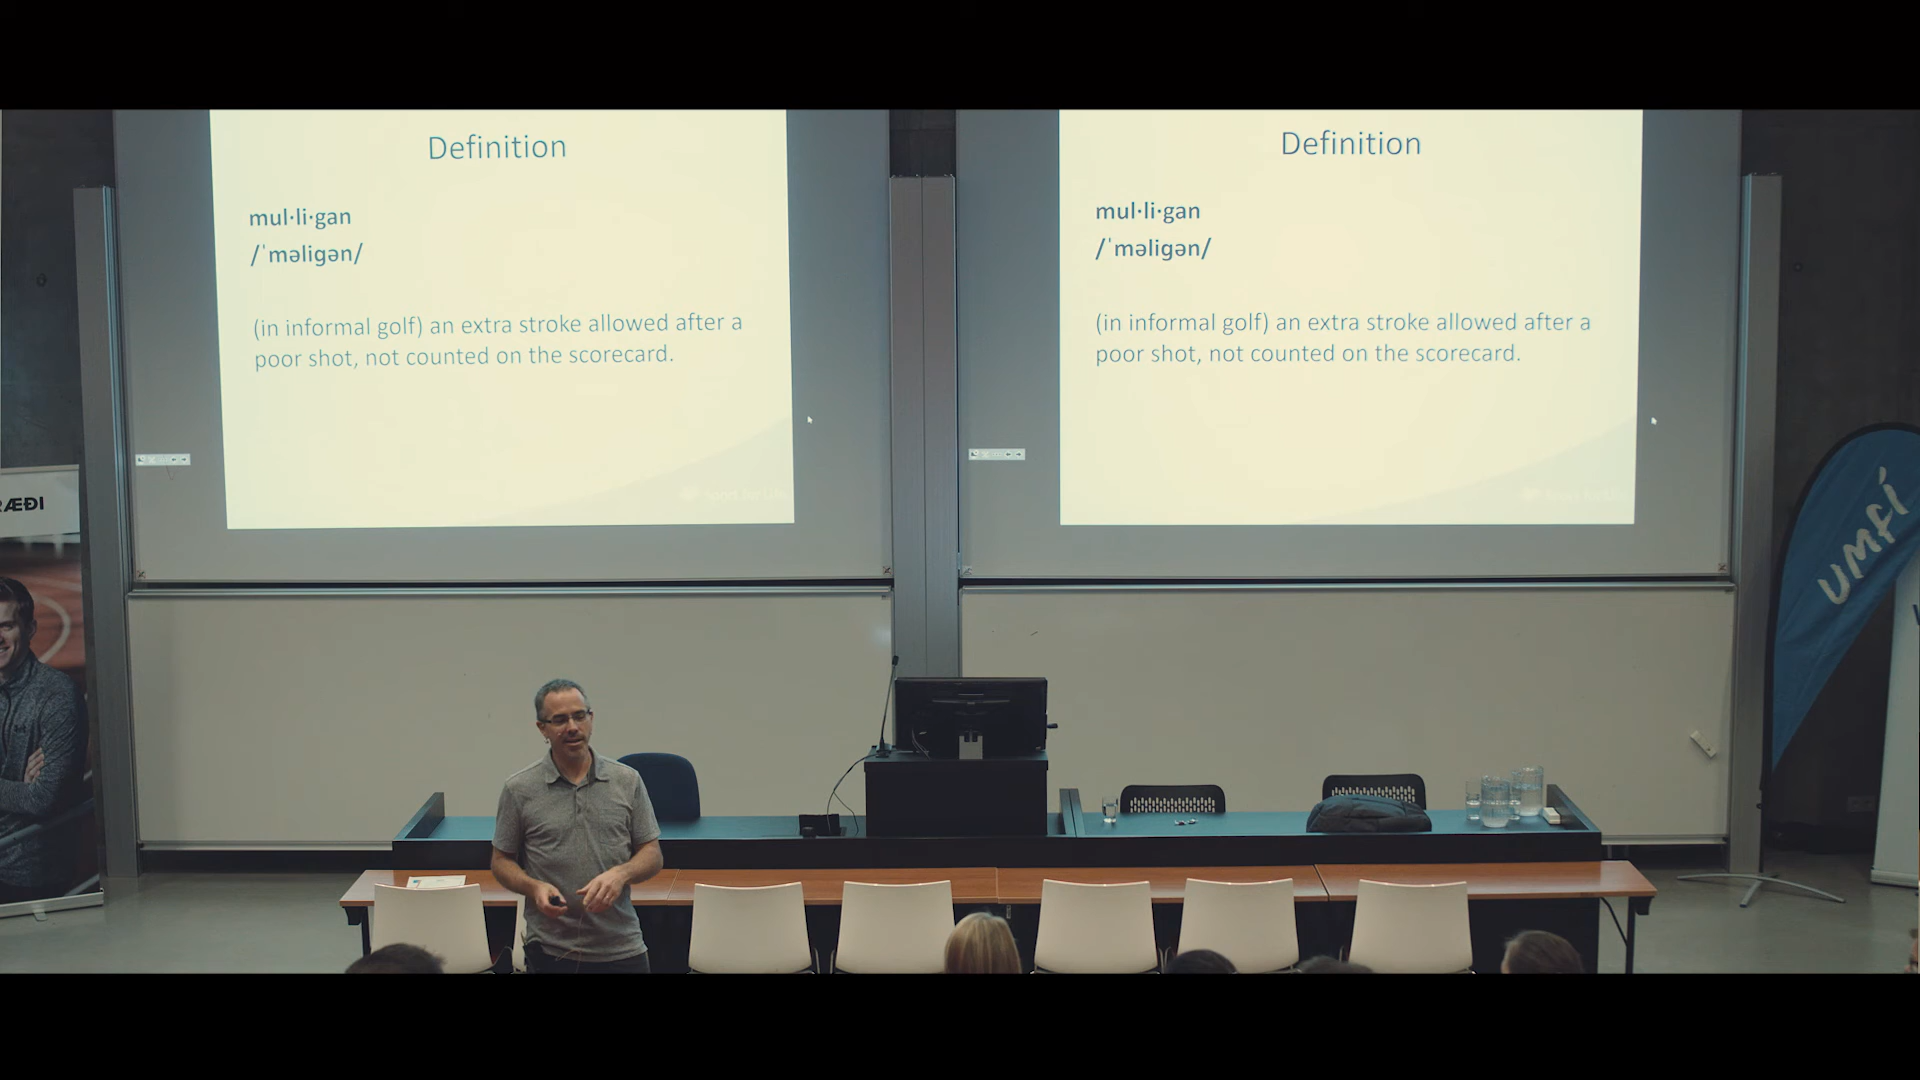 Definition
mul·li·gan
/ˈməligən/
(in informal golf) an extra stroke allowed after a
poor shot, not counted on the scorecard.
Definition
mul·li·gan
/ˈməligən/
(in informal golf) an extra stroke allowed after a
poor shot, not counted on the scorecard.
RÆÐI
UMFÍ